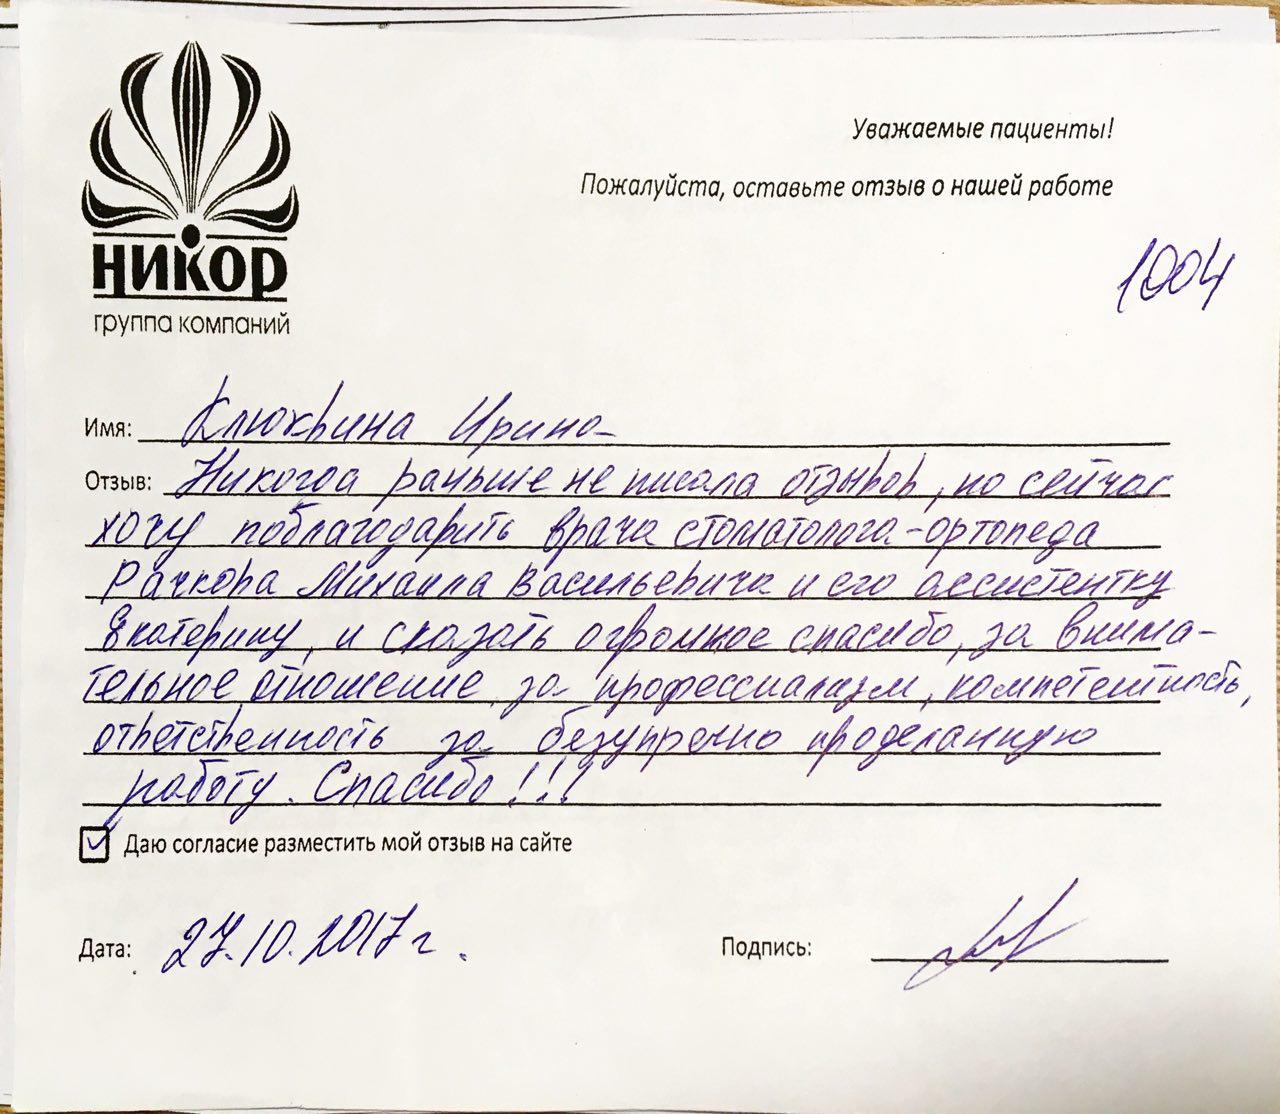 НИКОР
группа компаний
Уважаемые пациенты!
Пожалуйста, оставьте отзыв о нашей работе
1004
Имя: Клюхвина Ирина
Отзыв: Никогда раньше не писала отзывов, но сейчас
хочу поблагодарить врача стоматолога-ортопеда
Рачкова Михаила Васильевича и его ассистентку
Екатерину, и сказать огромное спасибо, за внима-
тельное отношение, за профессиализм, компетентность,
ответственность за безупречно проделанную
работу. Спасибо!!!
Даю согласие разместить мой отзыв на сайте
Дата: 27.10.2017г.
Подпись: